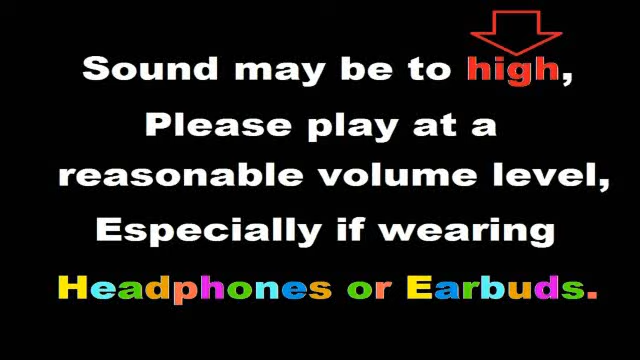 Sound may be to high,
Please play at a
reasonable volume level,
Especially if wearing
Headphones or Earbuds.